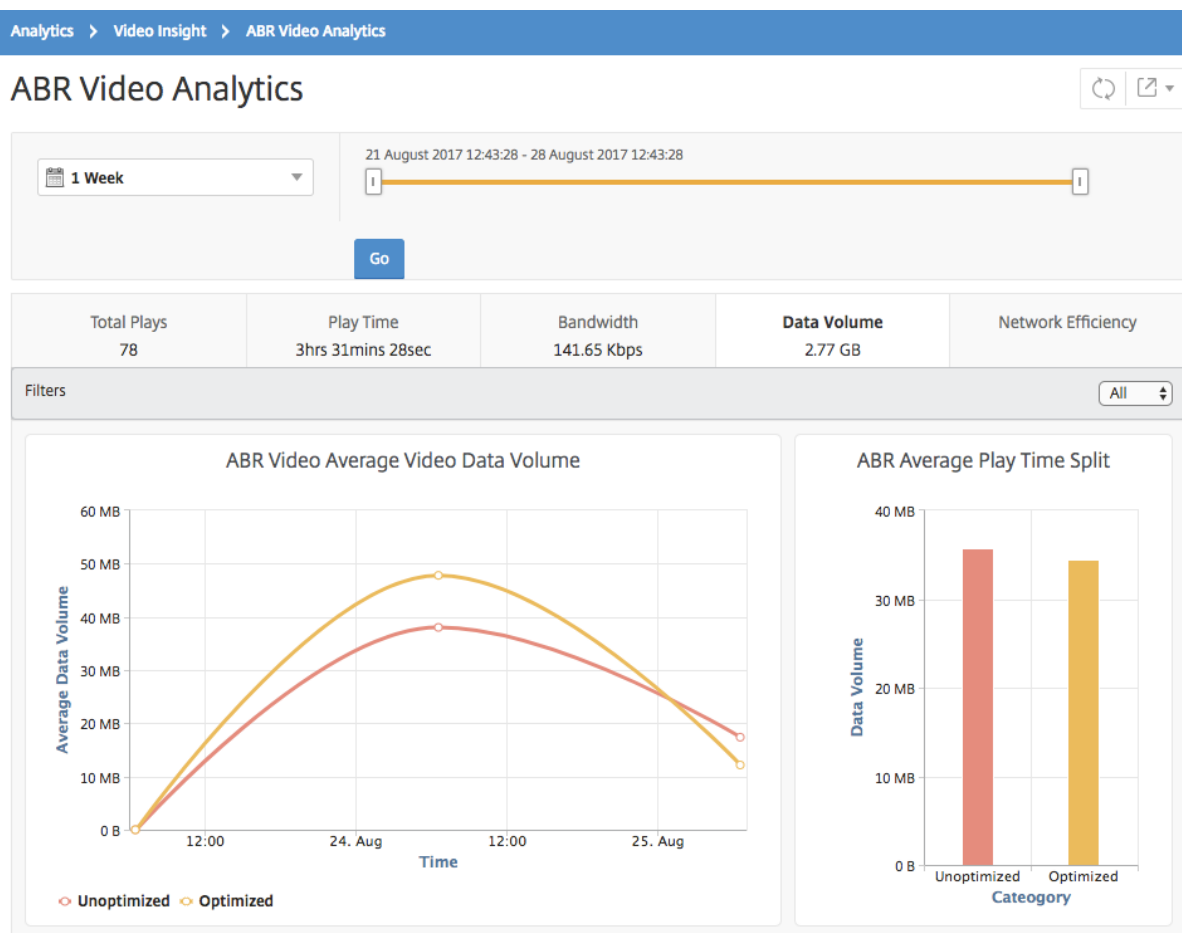 Analytics > Video Insight > ABR Video Analytics
ABR Video Analytics
1 Week
21 August 2017 12:43:28 - 28 August 2017 12:43:28
Go
Total Plays
78
Play Time
3hrs 31mins 28sec
Bandwidth
141.65 Kbps
Data Volume
2.77 GB
Network Efficiency
Filters
All
ABR Video Average Video Data Volume
60 MB
50 MB
40 MB
30 MB
20 MB
10 MB
0 B
Average Data Volume
12:00
24. Aug
12:00
25. Aug
Time
Unoptimized
Optimized
ABR Average Play Time Split
40 MB
30 MB
20 MB
10 MB
0 B
Data Volume
Unoptimized
Optimized
Cateogory